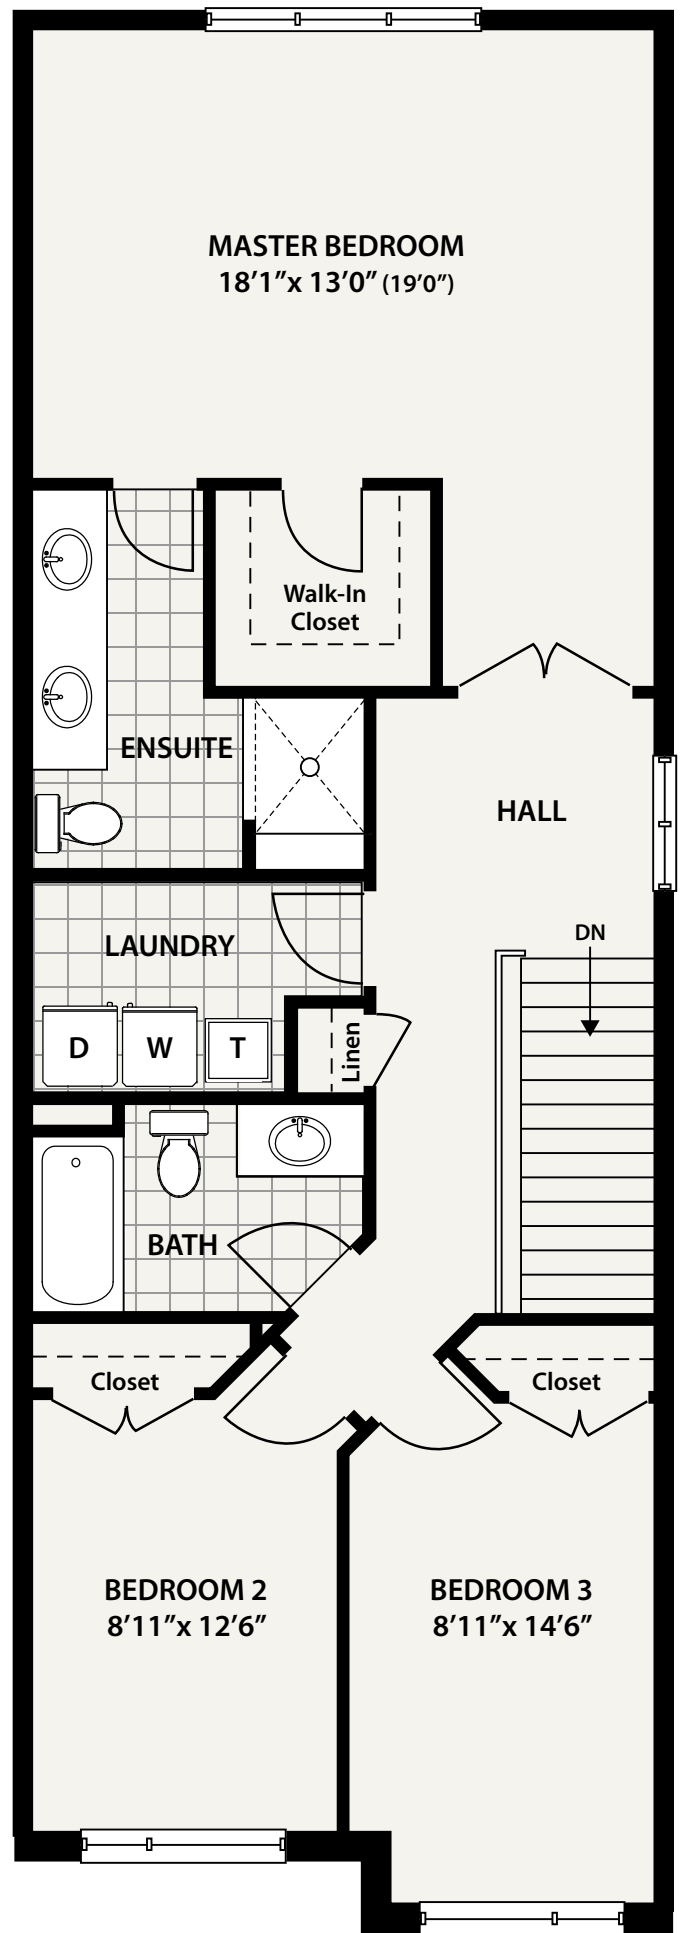 MASTER BEDROOM
18’1”x 13’0” (19’0”)
Walk-In
Closet
ENSUITE
HALL
DN
LAUNDRY
D
W
T
Linen
BATH
Closet
Closet
BEDROOM 2
8’11”x 12’6”
BEDROOM 3
8’11”x 14’6”